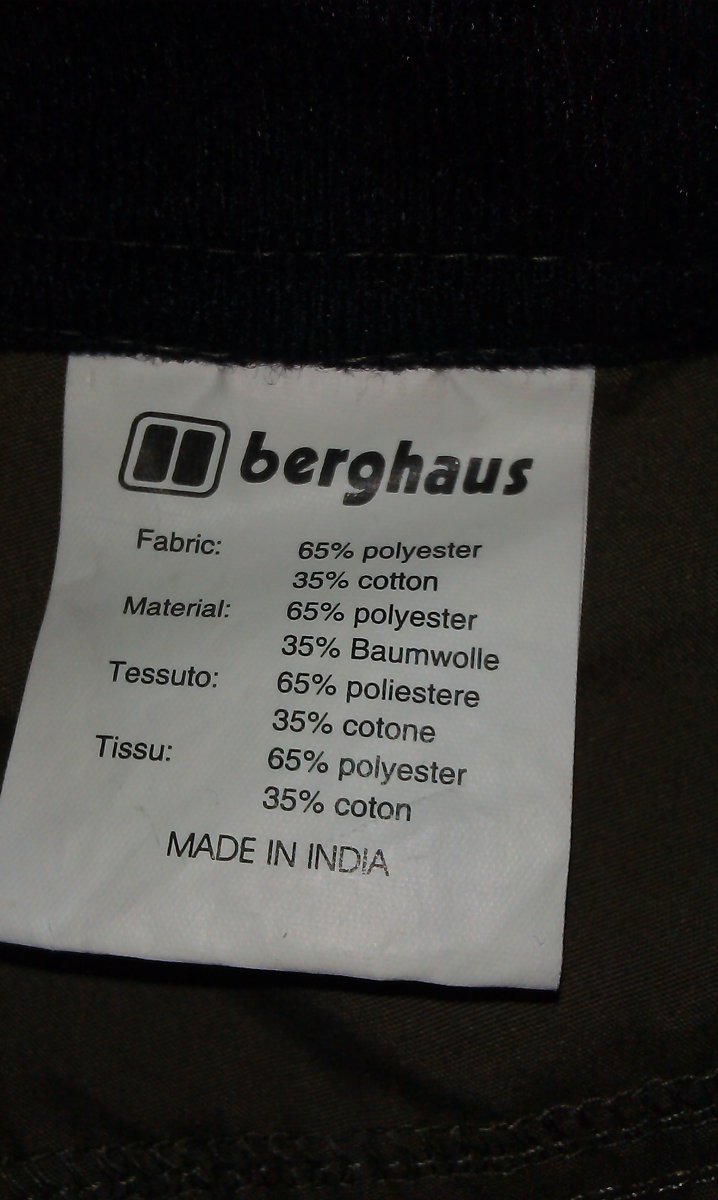 berghaus
Fabric: 65% polyester
35% cotton
Material: 65% polyester
35% Baumwolle
Tessuto: 65% poliestere
35% cotone
Tissu: 65% polyester
35% coton
MADE IN INDIA